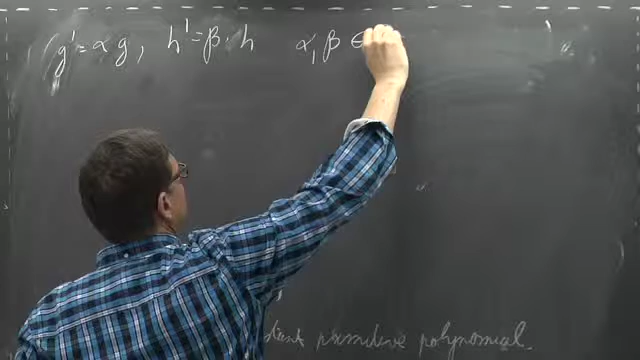 g' = α g, h' = β · h α, β ∈
primitive polynomial.